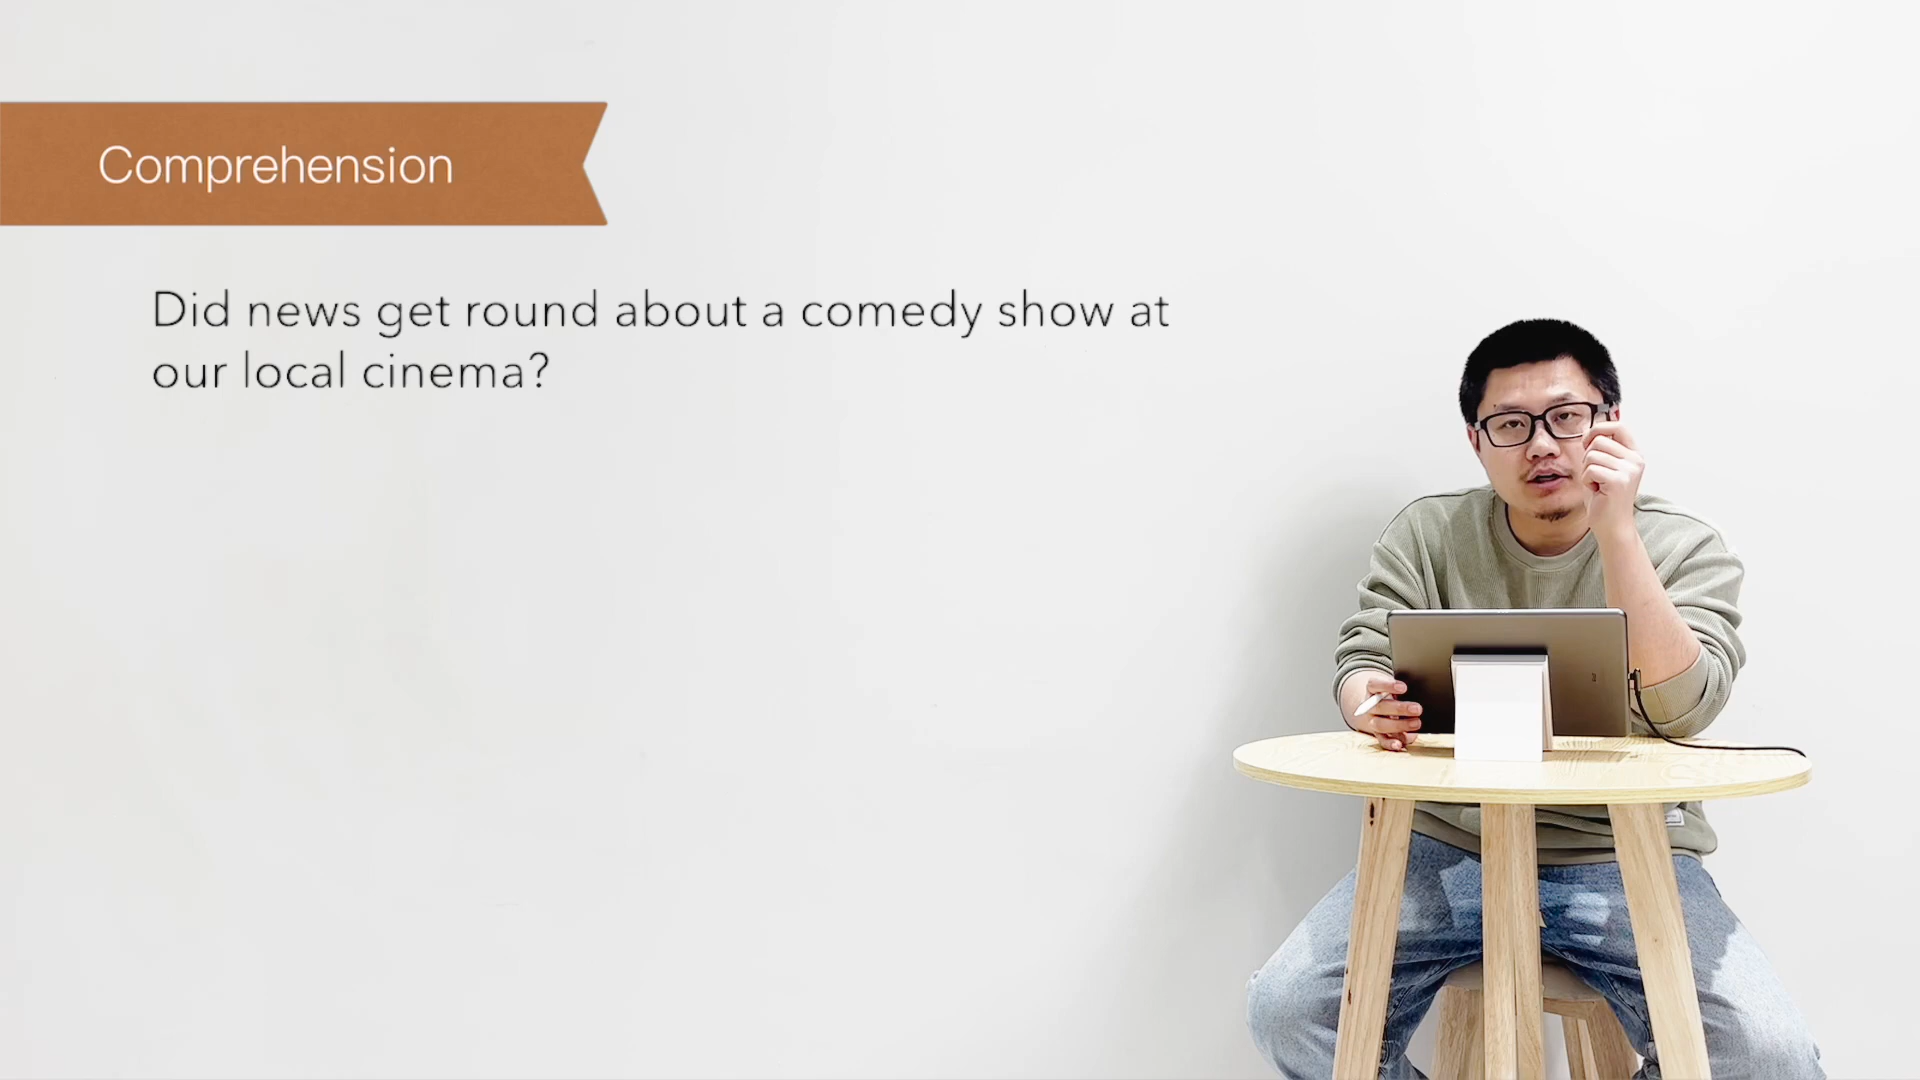 Comprehension
Did news get round about a comedy show at
our local cinema?